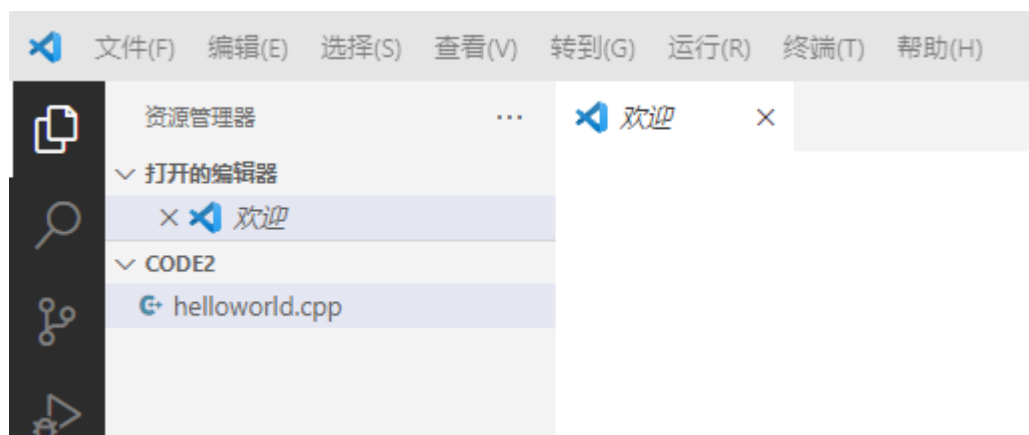 文件(F) 编辑(E) 选择(S) 查看(V) 转到(G) 运行(R) 终端(T) 帮助(H)
资源管理器
欢迎
打开的编辑器
欢迎
CODE2
helloworld.cpp